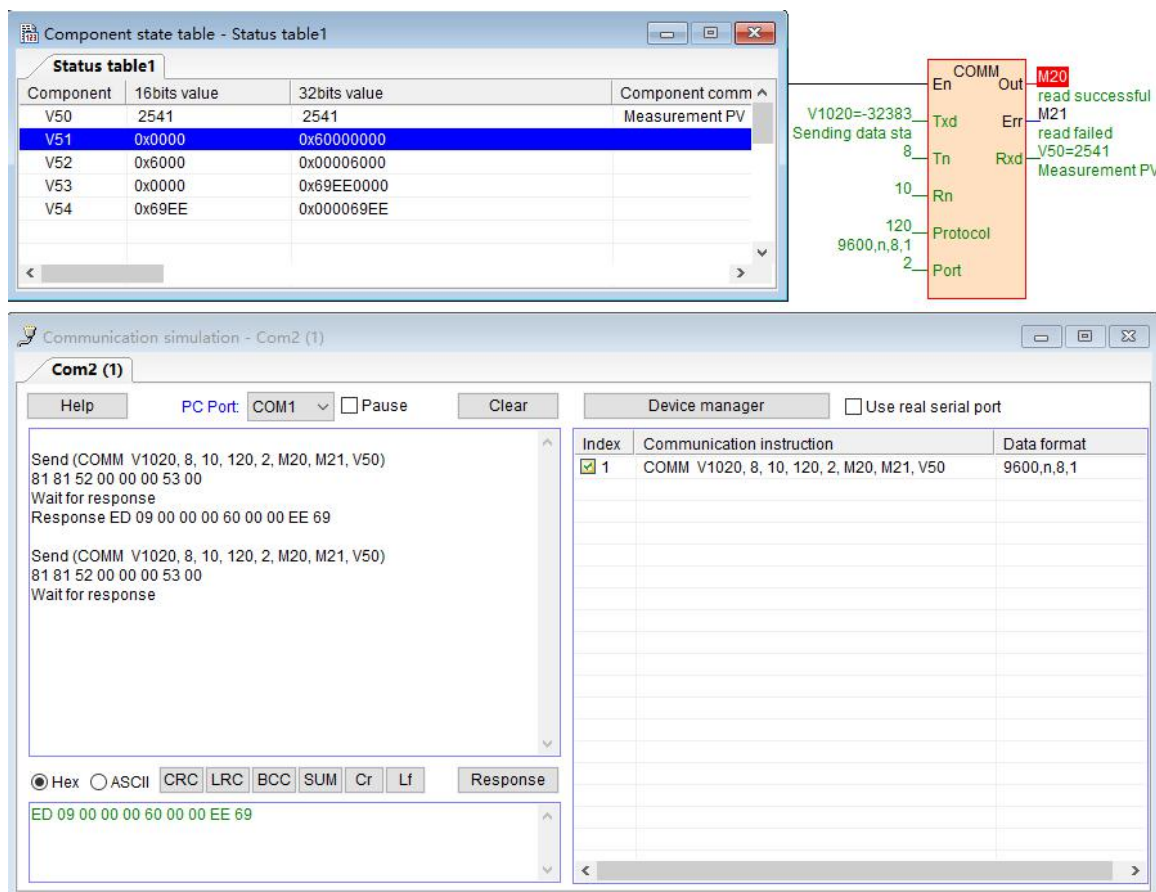 Component state table - Status table1
Status table1
Component 16bits value 32bits value Component comm
V50 2541 2541 Measurement PV
V51 0x0000 0x60000000
V52 0x6000 0x00006000
V53 0x0000 0x69EE0000
V54 0x69EE 0x000069EE
COMM
En Out M20
read successful
V1020=-32383 Txd Err M21
Sending data sta read failed
8 Tn Rxd V50=2541
Measurement PV
10 Rn
120 Protocol
9600,n,8,1
2 Port
Communication simulation - Com2 (1)
Com2 (1)
Help PC Port: COM1 Pause Clear Device manager Use real serial port
Index Communication instruction Data format
1 COMM V1020, 8, 10, 120, 2, M20, M21, V50 9600,n,8,1
Send (COMM V1020, 8, 10, 120, 2, M20, M21, V50)
81 81 52 00 00 00 53 00
Wait for response
Response ED 09 00 00 00 60 00 00 EE 69
Send (COMM V1020, 8, 10, 120, 2, M20, M21, V50)
81 81 52 00 00 00 53 00
Wait for response
Hex ASCII CRC LRC BCC SUM Cr Lf Response
ED 09 00 00 00 60 00 00 EE 69